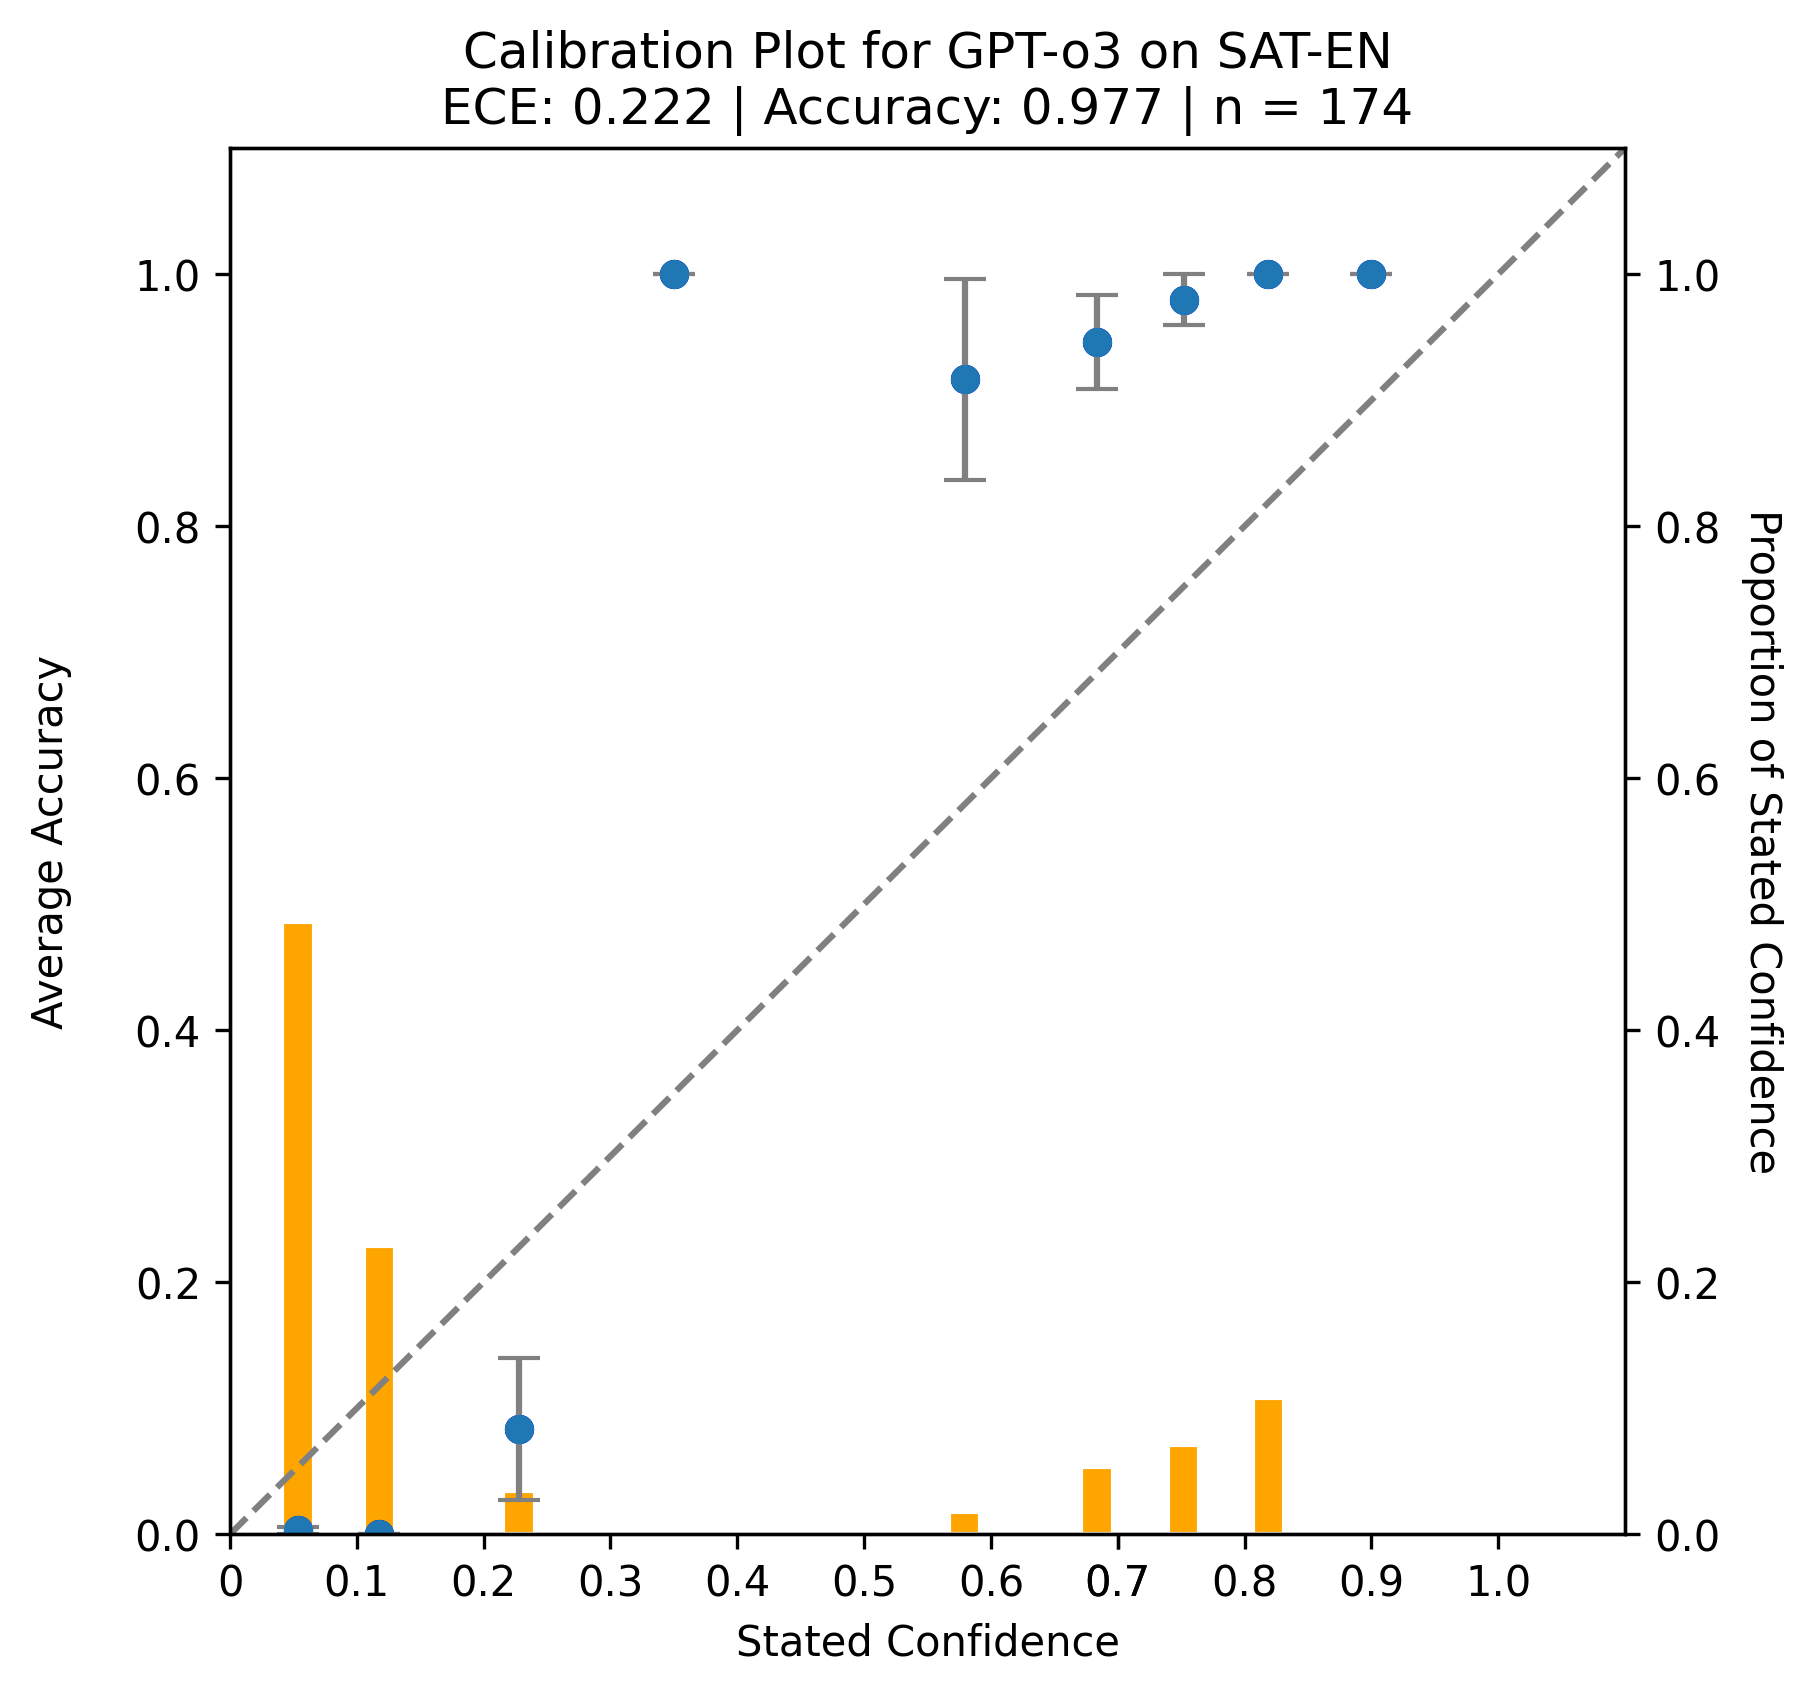 Calibration Plot for GPT-o3 on SAT-EN
ECE: 0.222 | Accuracy: 0.977 | n = 174
Average Accuracy
1.0
0.8
0.6
0.4
0.2
0.0
0 0.1 0.2 0.3 0.4 0.5 0.6 0.7 0.8 0.9 1.0
Stated Confidence
1.0
0.8
0.6
0.4
0.2
0.0
Proportion of Stated Confidence